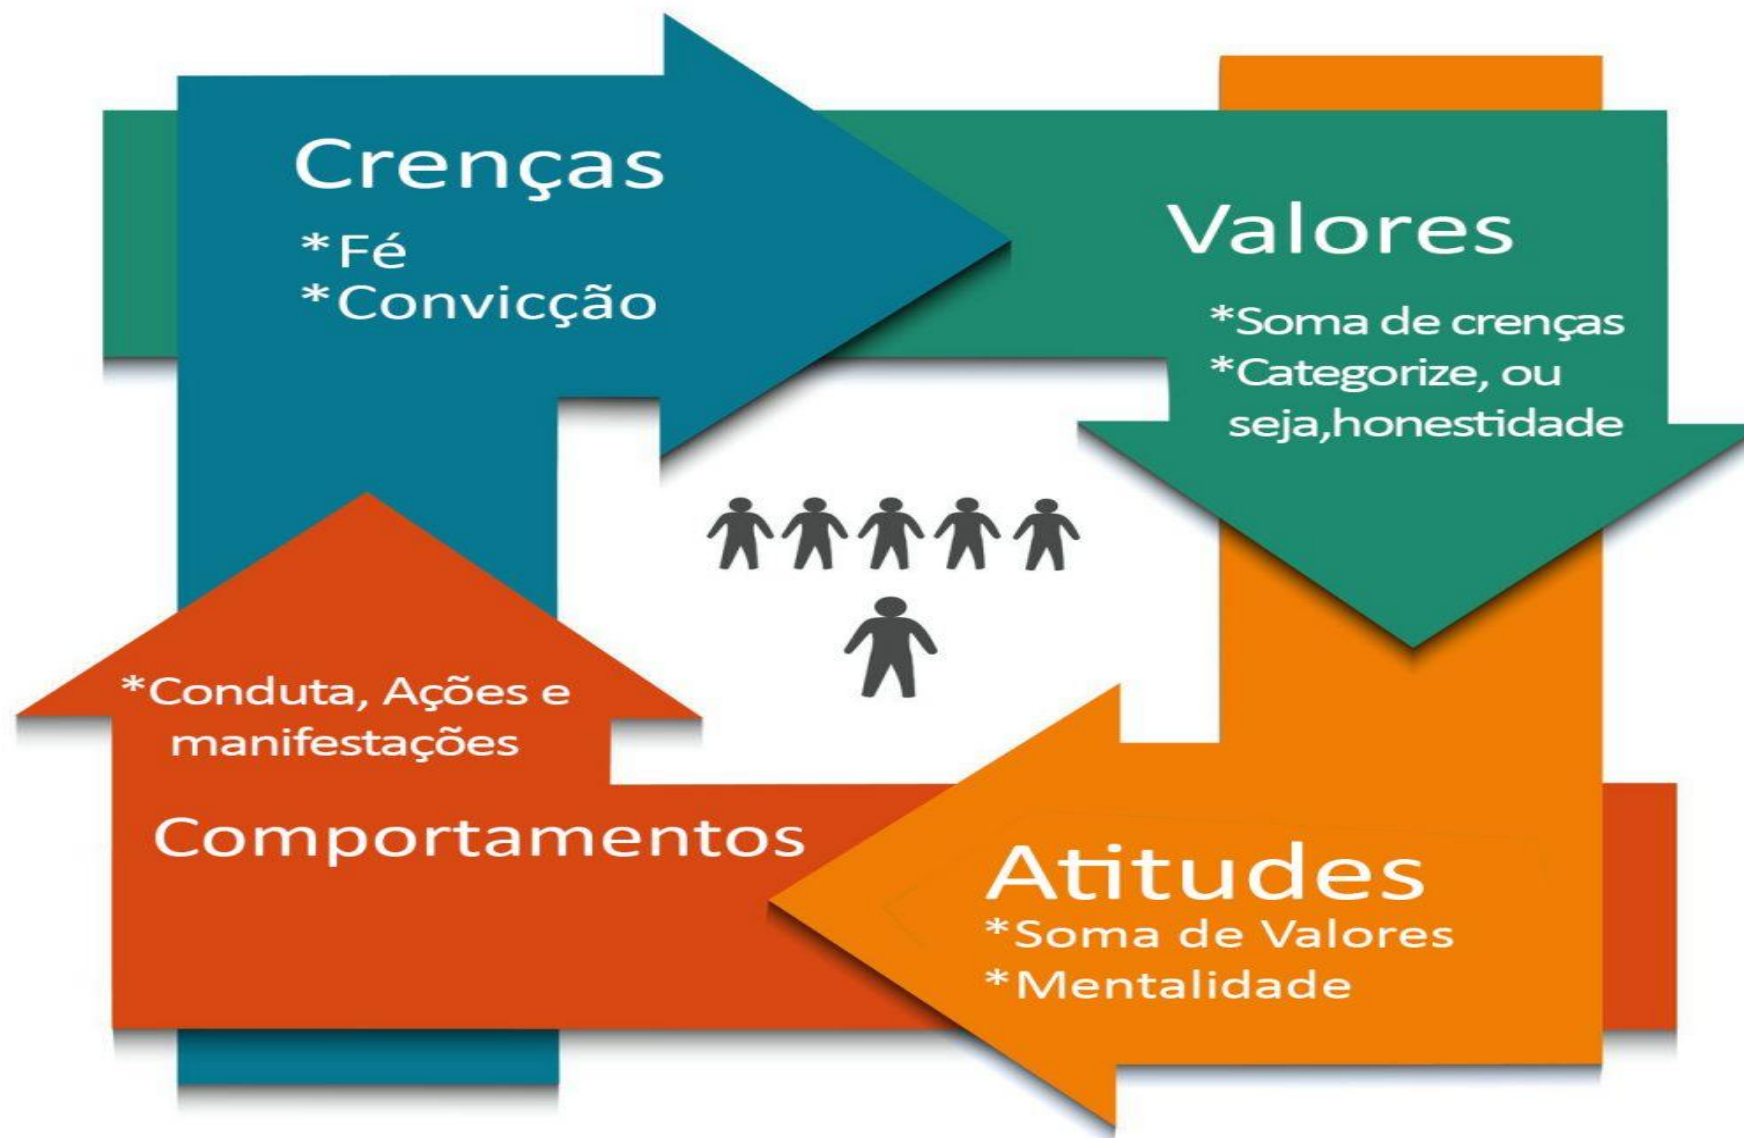 Crenças
*Fé
*Convicção
Valores
*Soma de crenças
*Categorize, ou
seja,honestidade
Atitudes
*Soma de Valores
*Mentalidade
*Conduta, Ações e
manifestações
Comportamentos